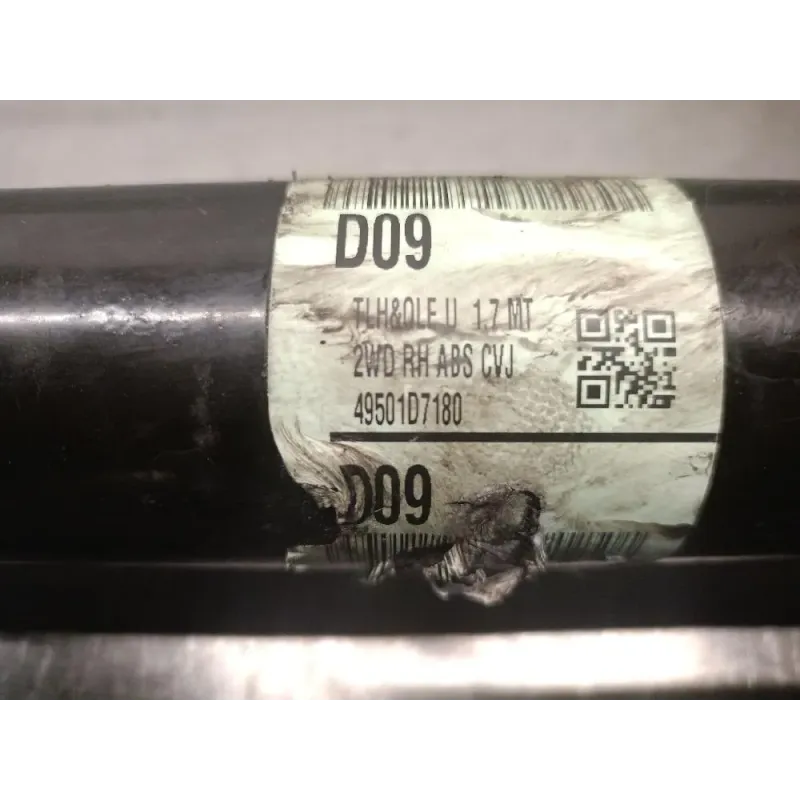 D09
TLH&QLE U 1.7 MT
2WD RH ABS CVJ
49501D7180
D09